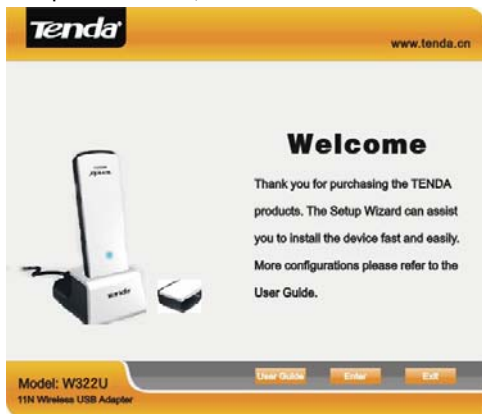 Tenda
www.tenda.cn
Welcome
Thank you for purchasing the TENDA
products. The Setup Wizard can assist
you to install the device fast and easily.
More configurations please refer to the
User Guide.
Tenda
User Guide
Enter
Exit
Model: W322U
11N Wireless USB Adapter